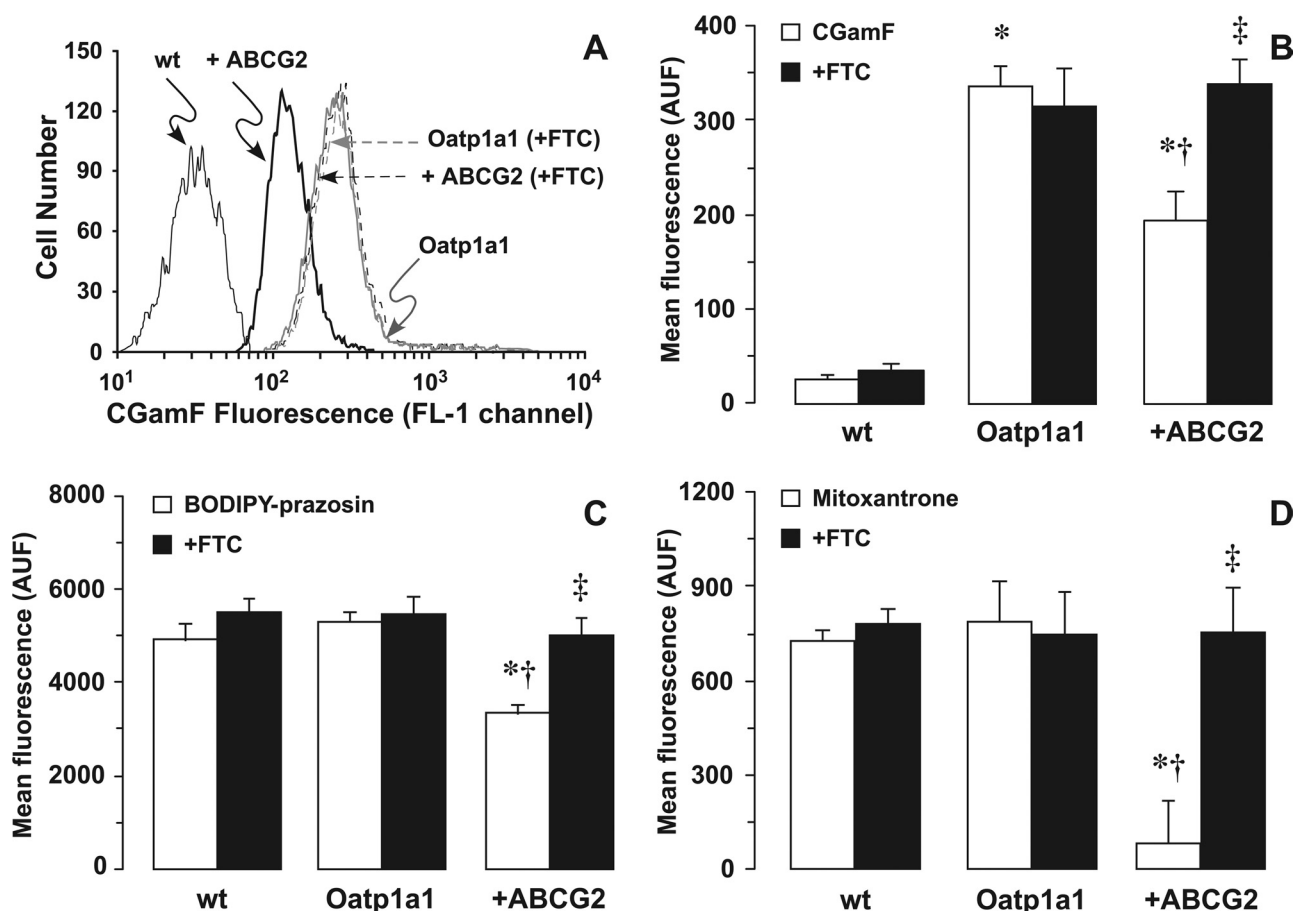 A
150
120
90
60
30
0
Cell Number
wt
+ ABCG2
Oatp1a1 (+FTC)
+ ABCG2 (+FTC)
Oatp1a1
10¹ 10² 10³ 10⁴
CGamF Fluorescence (FL-1 channel)
B
400
300
200
100
0
Mean fluorescence (AUF)
CGamF
+FTC
*
*†
‡
wt Oatp1a1 +ABCG2
C
8000
6000
4000
2000
0
Mean fluorescence (AUF)
BODIPY-prazosin
+FTC
*†
‡
wt Oatp1a1 +ABCG2
D
1200
900
600
300
0
Mean fluorescence (AUF)
Mitoxantrone
+FTC
*†
‡
wt Oatp1a1 +ABCG2